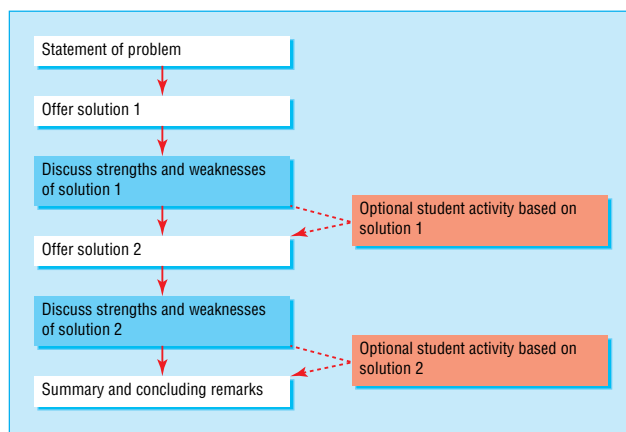 Statement of problem
Offer solution 1
Discuss strengths and weaknesses
of solution 1
Optional student activity based on
solution 1
Offer solution 2
Discuss strengths and weaknesses
of solution 2
Optional student activity based on
solution 2
Summary and concluding remarks